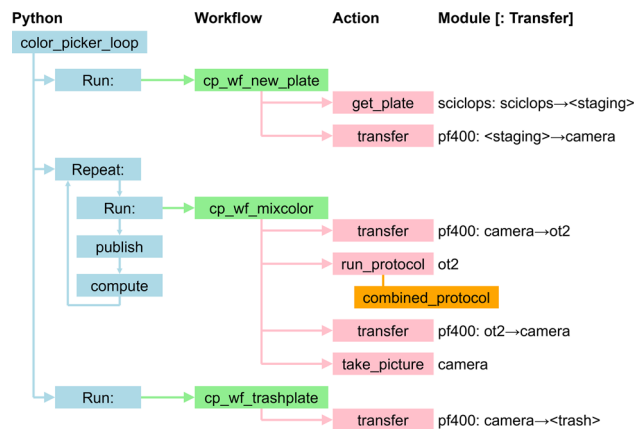 Python Workflow Action Module [: Transfer]
color_picker_loop
Run: cp_wf_new_plate
get_plate sciclops: sciclops→<staging>
transfer pf400: <staging>→camera
Repeat:
Run: cp_wf_mixcolor
publish
transfer pf400: camera→ot2
compute
run_protocol ot2
combined_protocol
transfer pf400: ot2→camera
take_picture camera
Run: cp_wf_trashplate
transfer pf400: camera→<trash>